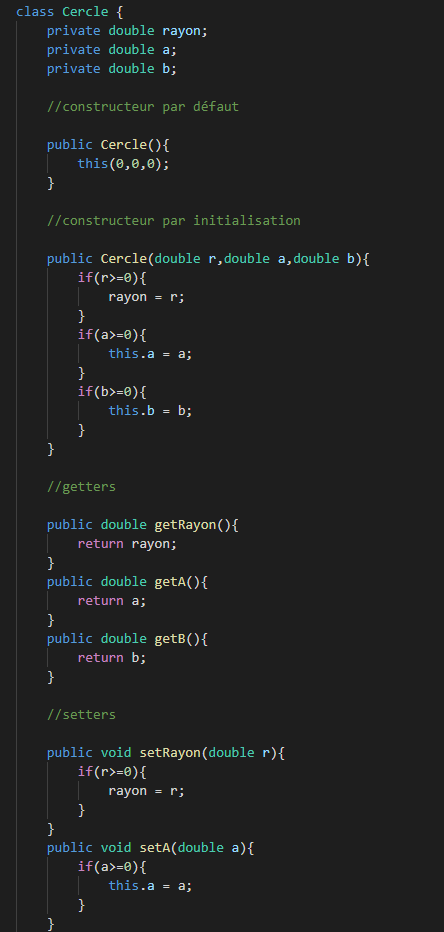 class Cercle {
    private double rayon;
    private double a;
    private double b;

    //constructeur par défaut

    public Cercle(){
        this(0,0,0);
    }

    //constructeur par initialisation

    public Cercle(double r,double a,double b){
        if(r>=0){
            rayon = r;
        }
        if(a>=0){
            this.a = a;
        }
        if(b>=0){
            this.b = b;
        }
    }

    //getters

    public double getRayon(){
        return rayon;
    }
    public double getA(){
        return a;
    }
    public double getB(){
        return b;
    }

    //setters

    public void setRayon(double r){
        if(r>=0){
            rayon = r;
        }
    }
    public void setA(double a){
        if(a>=0){
            this.a = a;
        }
    }